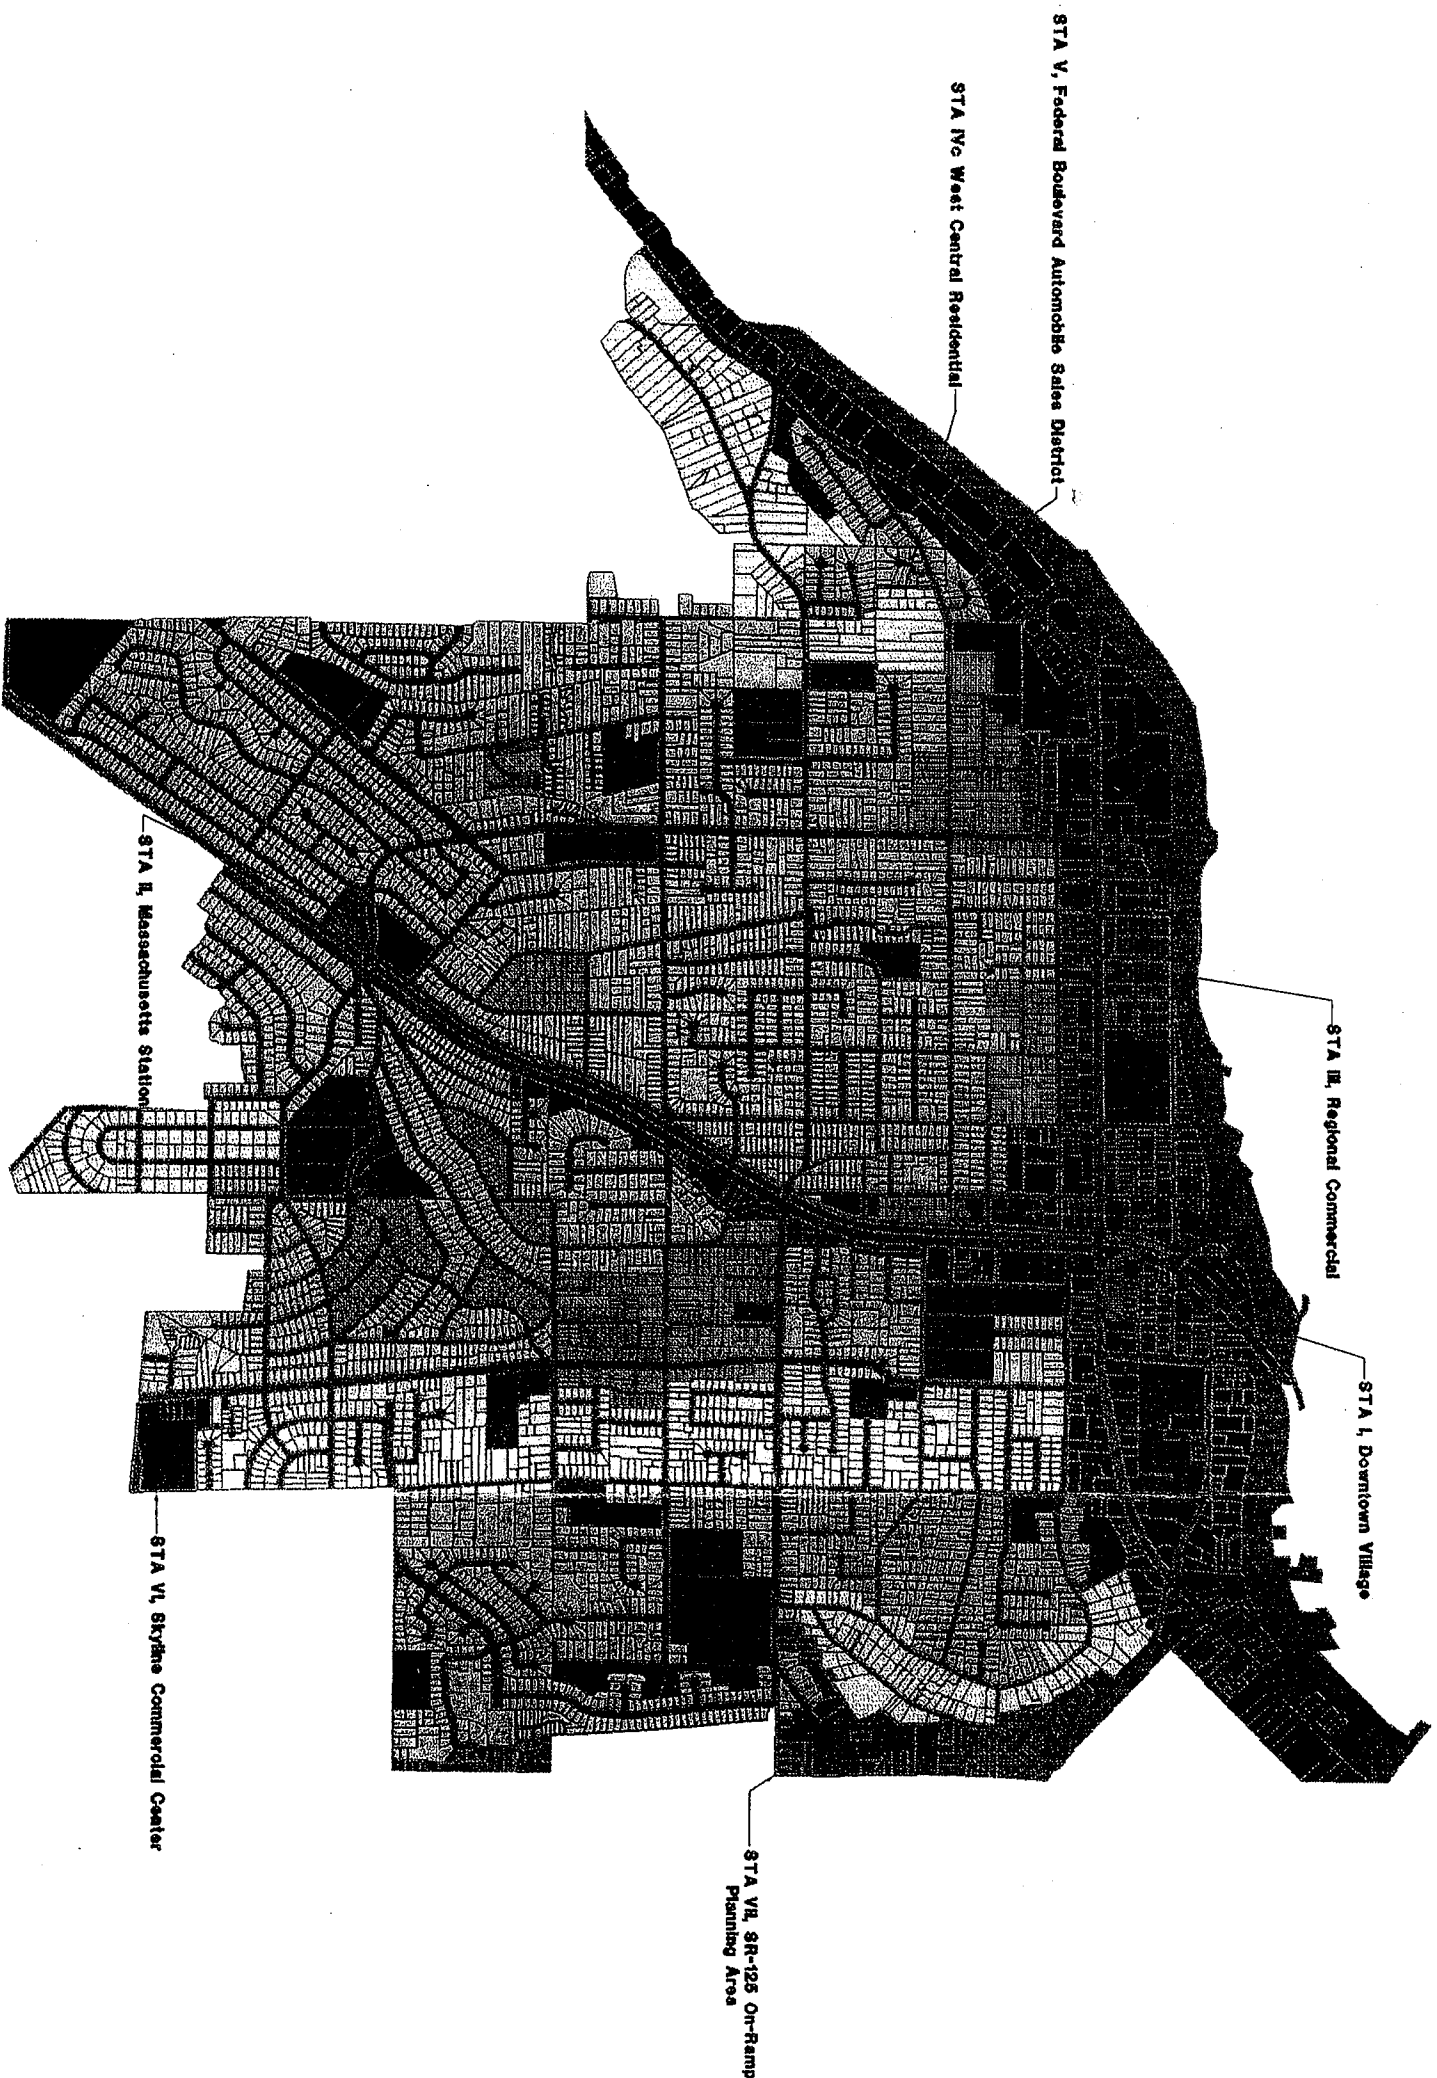 STA V, Federal Boulevard Automobile Sales District
STA IVc West Central Residential
STA III, Regional Commercial
STA I, Downtown Village
STA II, Massachusetts Station
STA VI, Skyline Commercial Center
STA VII, SR-125 On-Ramp
Planning Area